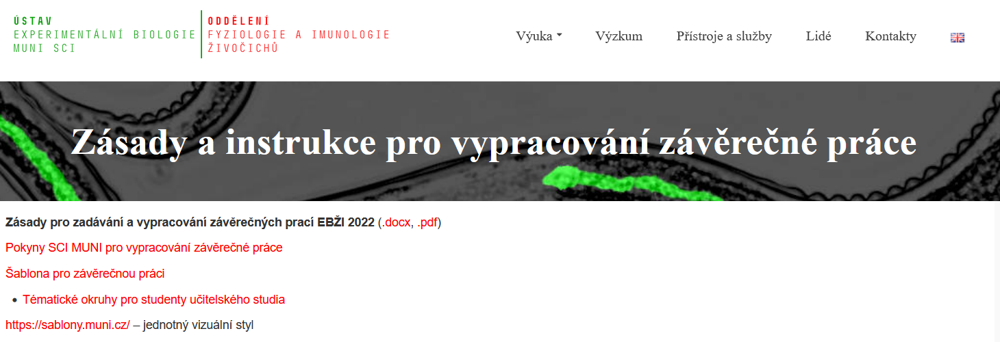 ÚSTAV
EXPERIMENTÁLNÍ BIOLOGIE
MUNI SCI
ODDĚLENÍ
FYZIOLOGIE A IMUNOLOGIE
ŽIVOČICHŮ
Výuka
Výzkum
Přístroje a služby
Lidé
Kontakty
Zásady a instrukce pro vypracování závěrečné práce
Zásady pro zadávání a vypracování závěrečných prací EBŽI 2022 (.docx, .pdf)
Pokyny SCI MUNI pro vypracování závěrečné práce
Šablona pro závěrečnou práci
• Tématické okruhy pro studenty učitelského studia
https://sablony.muni.cz/ – jednotný vizuální styl